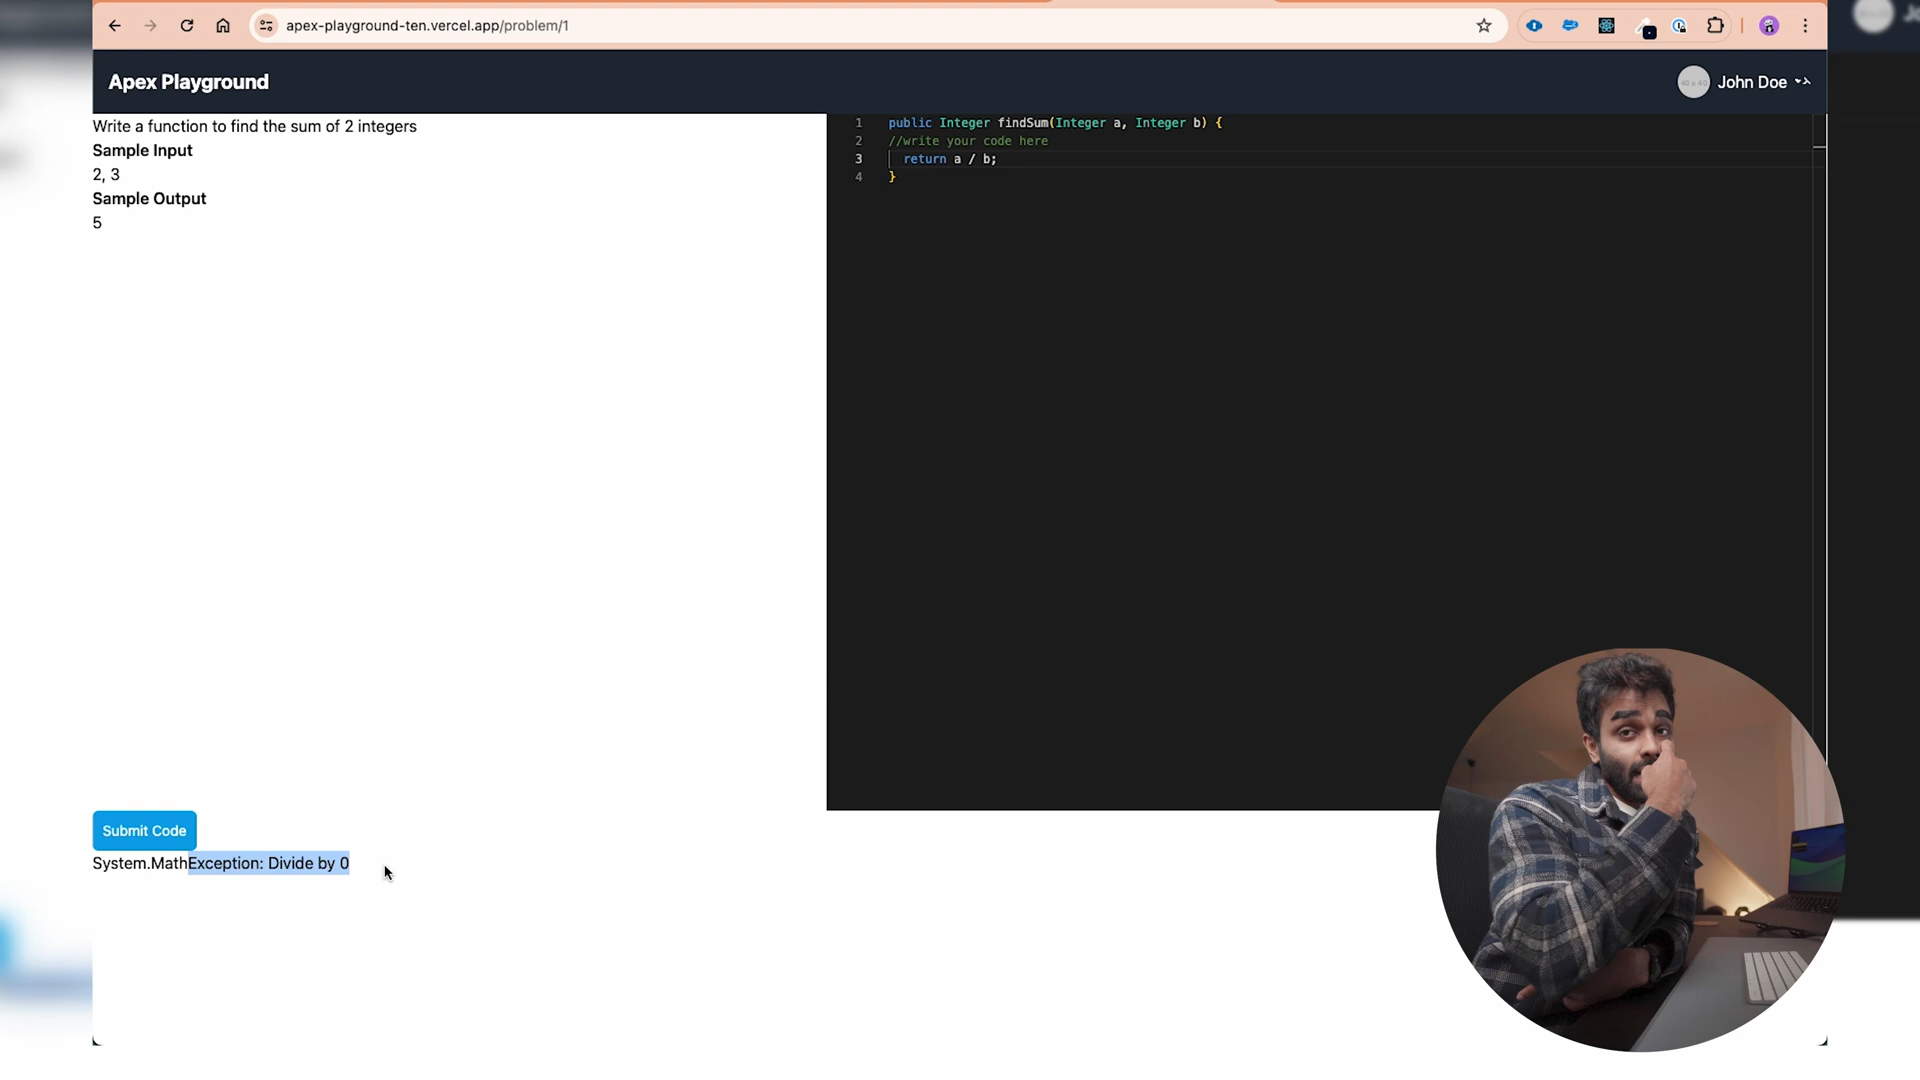 apex-playground-ten.vercel.app/problem/1
Apex Playground
John Doe
Write a function to find the sum of 2 integers
Sample Input
2, 3
Sample Output
5
1 public Integer findSum(Integer a, Integer b) {
2 //write your code here
3 return a / b;
4 }
Submit Code
System.MathException: Divide by 0